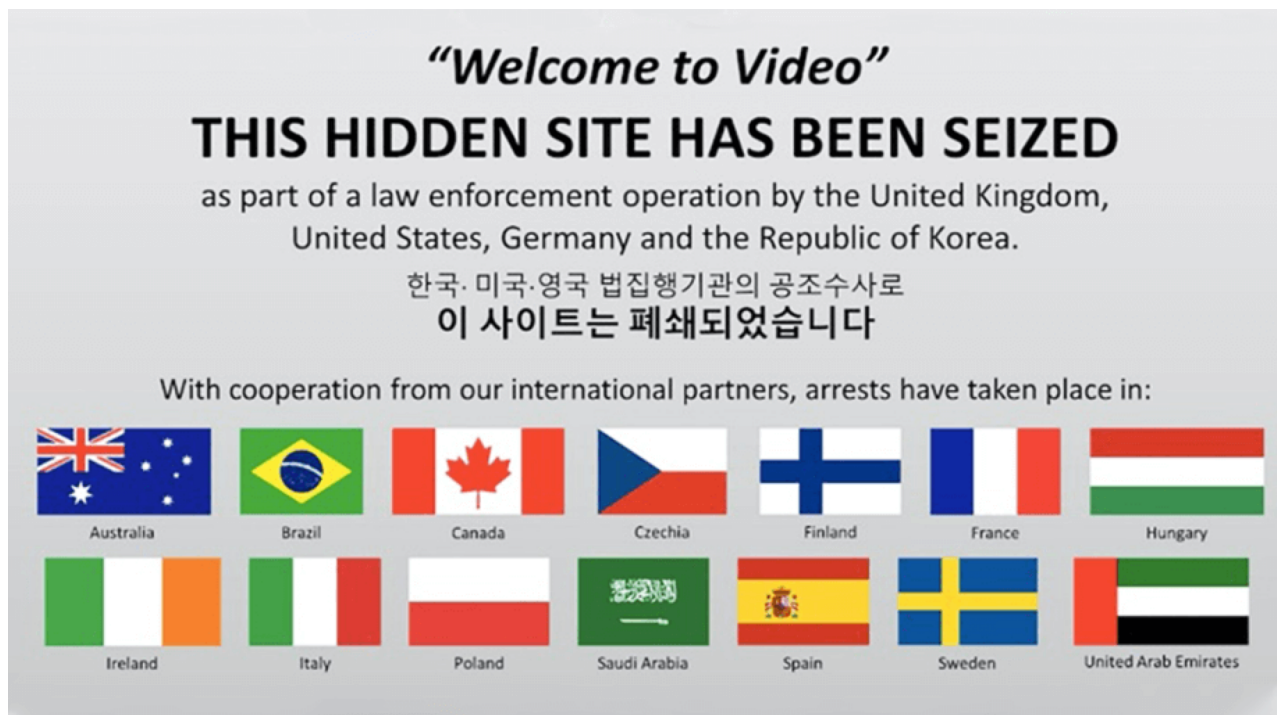 “Welcome to Video”
THIS HIDDEN SITE HAS BEEN SEIZED
as part of a law enforcement operation by the United Kingdom,
United States, Germany and the Republic of Korea.
한국· 미국·영국 법집행기관의 공조수사로
이 사이트는 폐쇄되었습니다
With cooperation from our international partners, arrests have taken place in:
Australia Brazil Canada Czechia Finland France Hungary
Ireland Italy Poland Saudi Arabia Spain Sweden United Arab Emirates